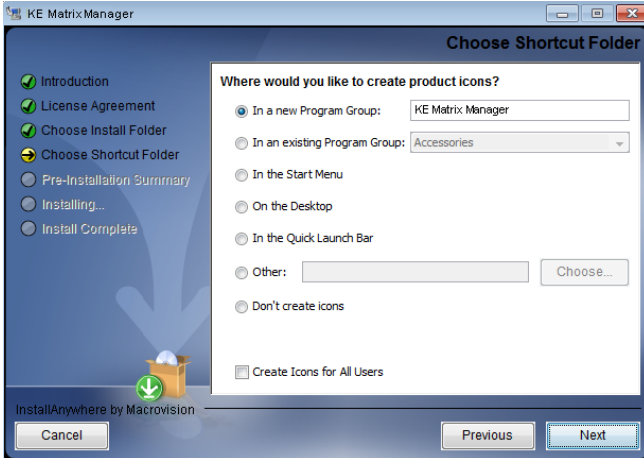 KE MatrixManager
Choose Shortcut Folder
Introduction
License Agreement
Choose Install Folder
Choose Shortcut Folder
Pre-Installation Summary
Installing...
Install Complete
Where would you like to create product icons?
In a new Program Group: KE Matrix Manager
In an existing Program Group: Accessories
In the Start Menu
On the Desktop
In the Quick Launch Bar
Other: Choose...
Don't create icons
Create Icons for All Users
InstallAnywhere by Macrovision
Cancel Previous Next